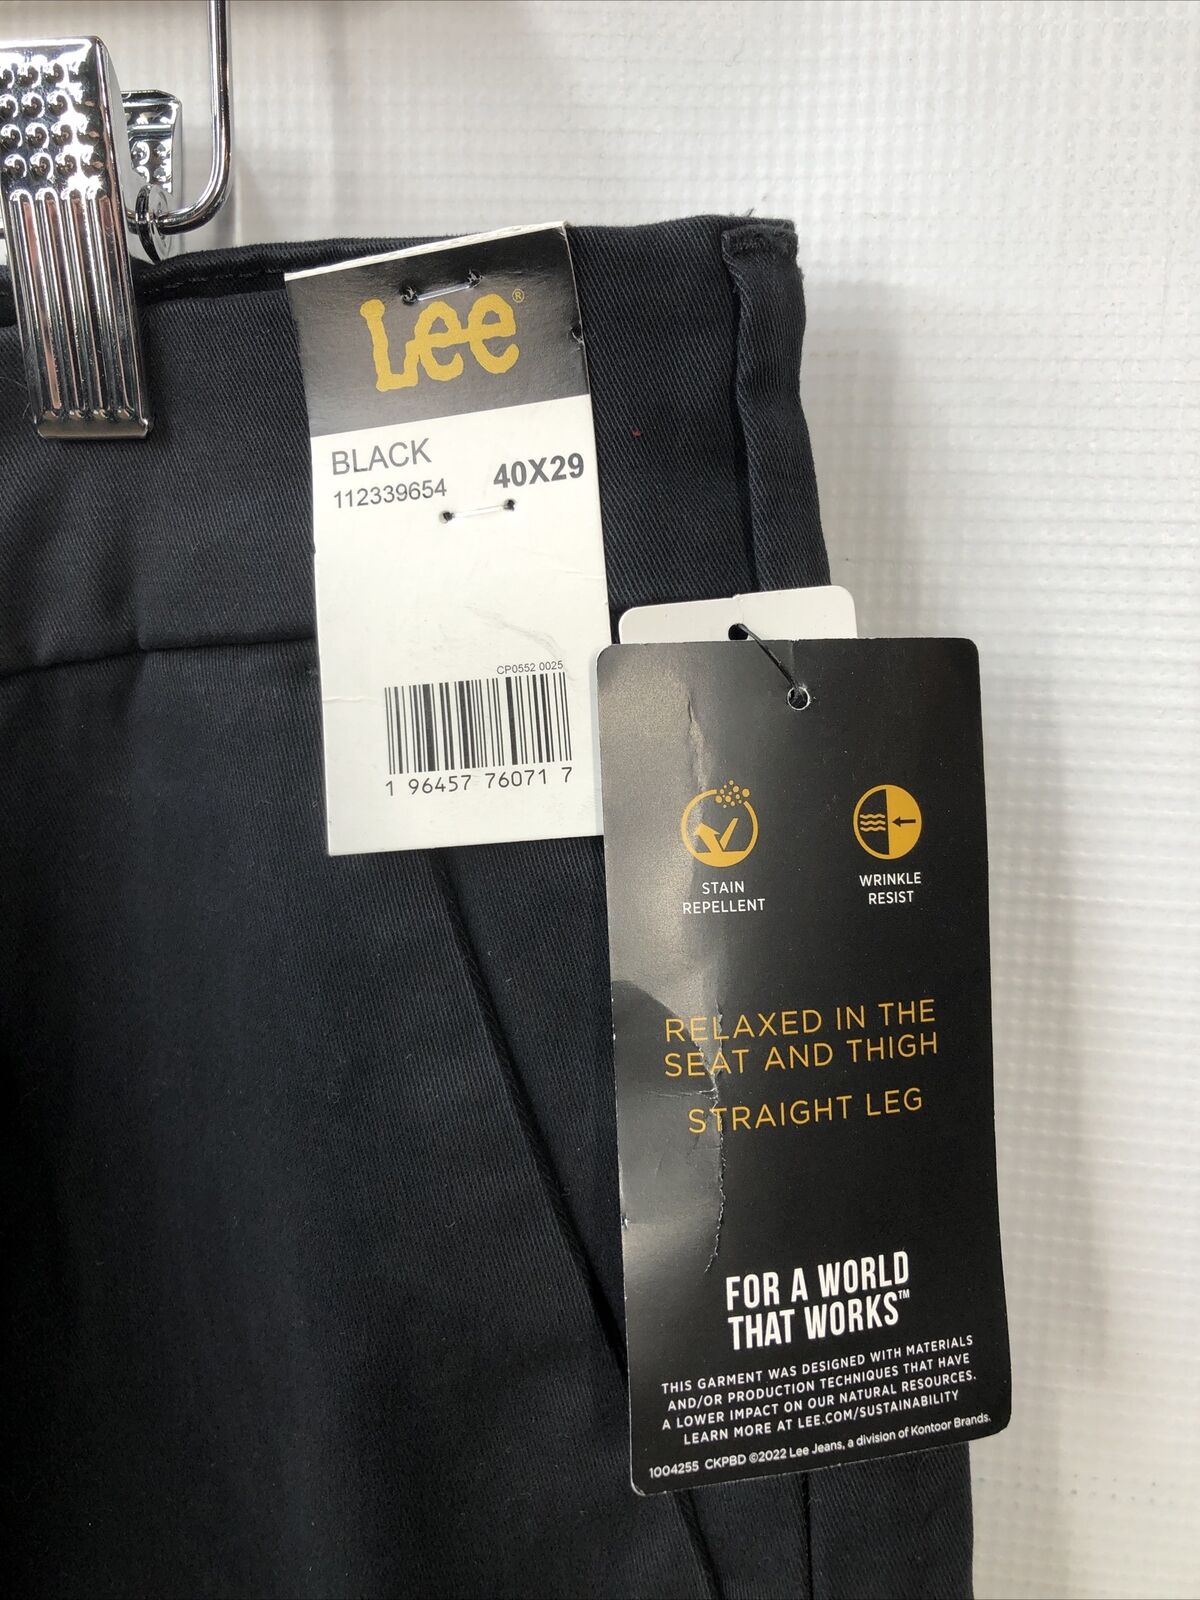 Lee®
BLACK
112339654
40X29
CP0552 0025
1 96457 76071 7
STAIN
REPELLENT
WRINKLE
RESIST
RELAXED IN THE
SEAT AND THIGH
STRAIGHT LEG
FOR A WORLD
THAT WORKS™
THIS GARMENT WAS DESIGNED WITH MATERIALS
AND/OR PRODUCTION TECHNIQUES THAT HAVE
A LOWER IMPACT ON OUR NATURAL RESOURCES.
LEARN MORE AT LEE.COM/SUSTAINABILITY
1004255 CKPBD ©2022 Lee Jeans, a division of Kontoor Brands.